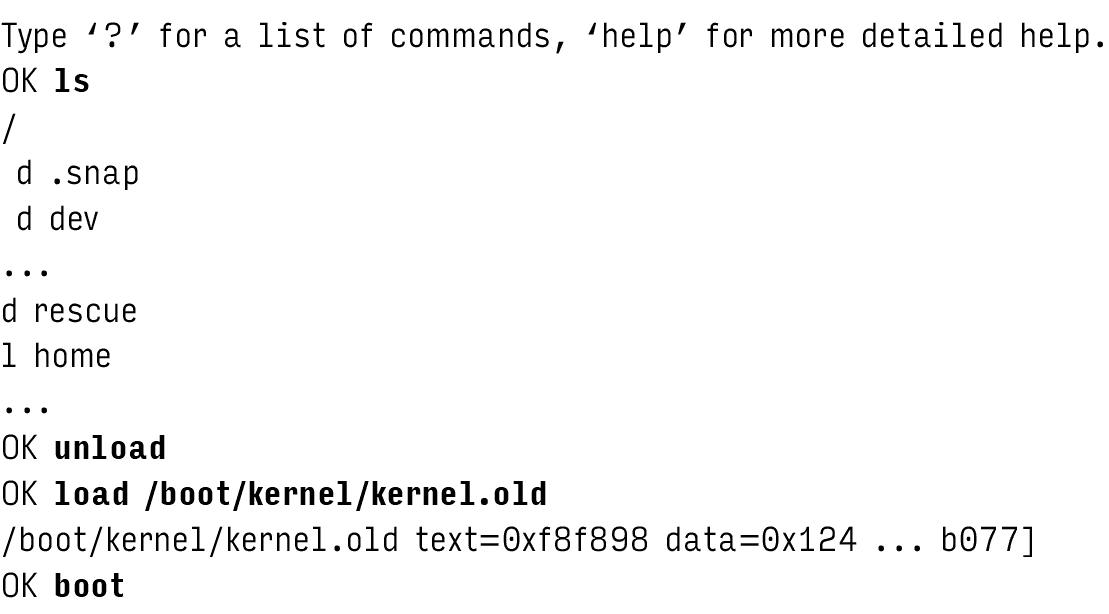 Type ‘?’ for a list of commands, ‘help’ for more detailed help.
OK ls
/
 d .snap
 d dev
...
d rescue
l home
...
OK unload
OK load /boot/kernel/kernel.old
/boot/kernel/kernel.old text=0xf8f898 data=0x124 ... b077]
OK boot